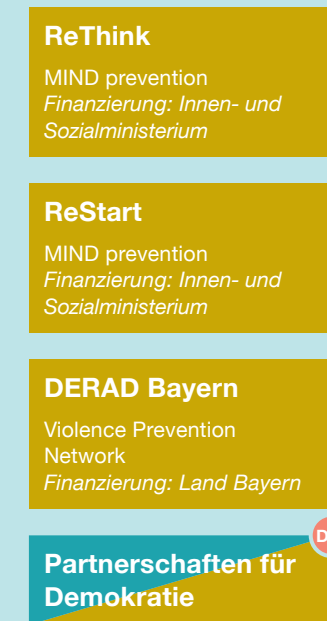 ReThink
MIND prevention
Finanzierung: Innen- und
Sozialministerium
ReStart
MIND prevention
Finanzierung: Innen- und
Sozialministerium
DERAD Bayern
Violence Prevention
Network
Finanzierung: Land Bayern
D
Partnerschaften für
Demokratie